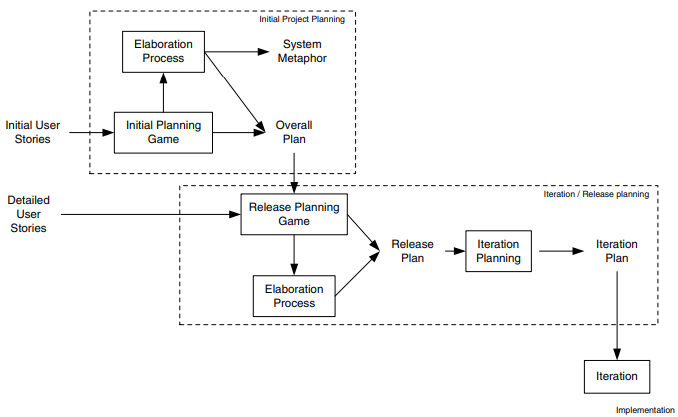 Initial Project Planning
Elaboration
Process
System
Metaphor
Initial User
Stories
Initial Planning
Game
Overall
Plan
Iteration / Release planning
Detailed
User
Stories
Release Planning
Game
Release
Plan
Iteration
Planning
Iteration
Plan
Elaboration
Process
Iteration
Implementation